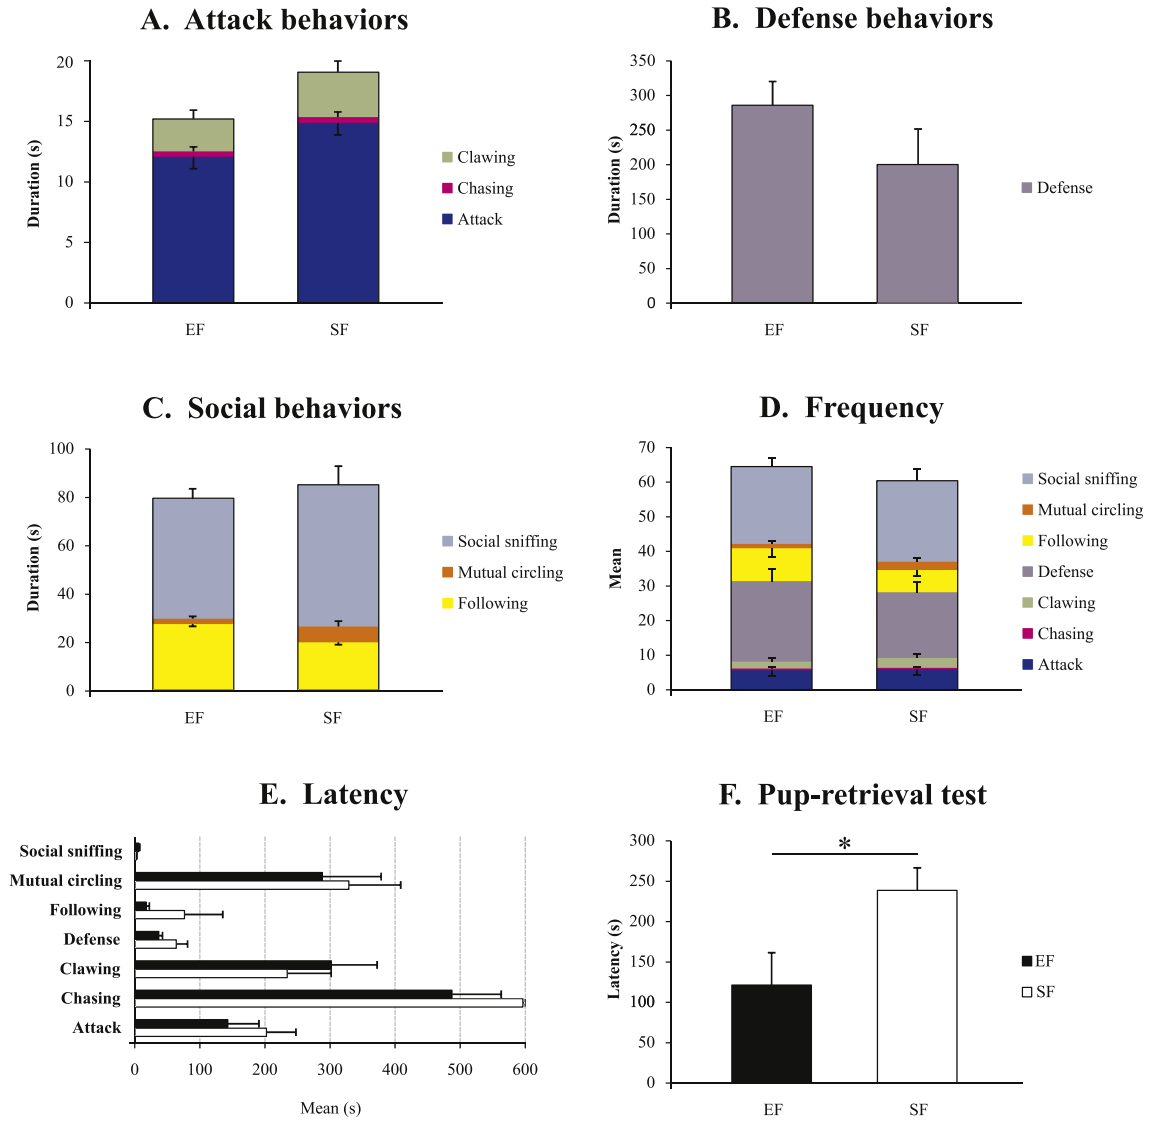 A. Attack behaviors
20
15
10
5
0
Duration (s)
EF
SF
Clawing
Chasing
Attack
B. Defense behaviors
350
300
250
200
150
100
50
0
Duration (s)
EF
SF
Defense
C. Social behaviors
100
80
60
40
20
0
Duration (s)
EF
SF
Social sniffing
Mutual circling
Following
D. Frequency
70
60
50
40
30
20
10
0
Mean
EF
SF
Social sniffing
Mutual circling
Following
Defense
Clawing
Chasing
Attack
E. Latency
Social sniffing
Mutual circling
Following
Defense
Clawing
Chasing
Attack
0 100 200 300 400 500 600
Mean (s)
F. Pup-retrieval test
300
250
200
150
100
50
0
Latency (s)
*
EF
SF
EF
SF